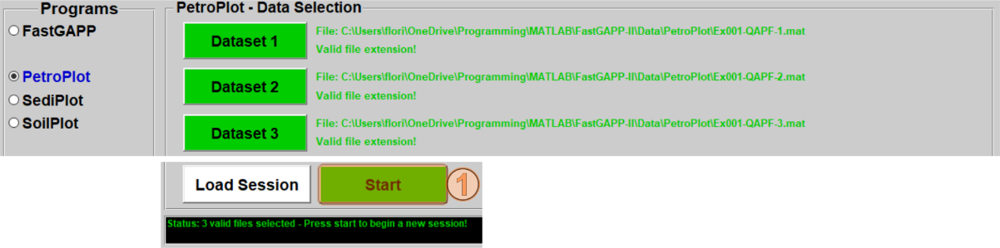 Programs
FastGAPP
PetroPlot
SediPlot
SoilPlot
PetroPlot - Data Selection
Dataset 1
File: C:\Users\flori\OneDrive\Programming\MATLAB\FastGAPP-II\Data\PetroPlot\Ex001-QAPF-1.mat
Valid file extension!
Dataset 2
File: C:\Users\flori\OneDrive\Programming\MATLAB\FastGAPP-II\Data\PetroPlot\Ex001-QAPF-2.mat
Valid file extension!
Dataset 3
File: C:\Users\flori\OneDrive\Programming\MATLAB\FastGAPP-II\Data\PetroPlot\Ex001-QAPF-3.mat
Valid file extension!
Load Session
Start
1
Status: 3 valid files selected - Press start to begin a new session!